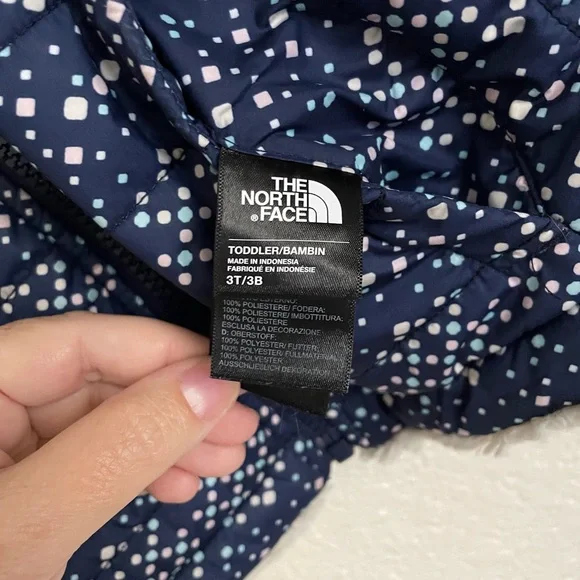 THE
NORTH
FACE
®
TODDLER/BAMBIN
MADE IN INDONESIA
FABRIQUÉ EN INDONÉSIE
3T/3B
100% POLIESTERE/ FODERA:
100% POLIESTERE/ IMBOTTITURA:
100% POLIESTERE
ESCLUSA LA DECORAZIONE
D: OBERSTOFF:
100% POLYESTER/ FUTTER:
100% POLYESTER/ FÜLLMATERIAL:
100% POLYESTER
AUSSCHLIEßLICH DEKORATION